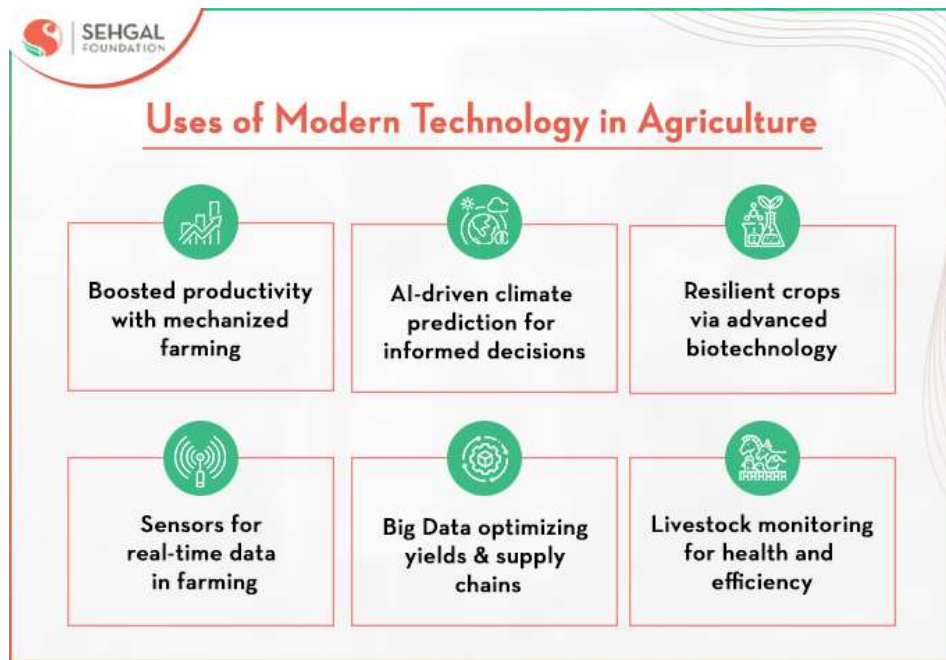 SEHGAL
FOUNDATION
Uses of Modern Technology in Agriculture
Boosted productivity
with mechanized
farming
AI-driven climate
prediction for
informed decisions
Resilient crops
via advanced
biotechnology
Sensors for
real-time data
in farming
Big Data optimizing
yields & supply
chains
Livestock monitoring
for health and
efficiency